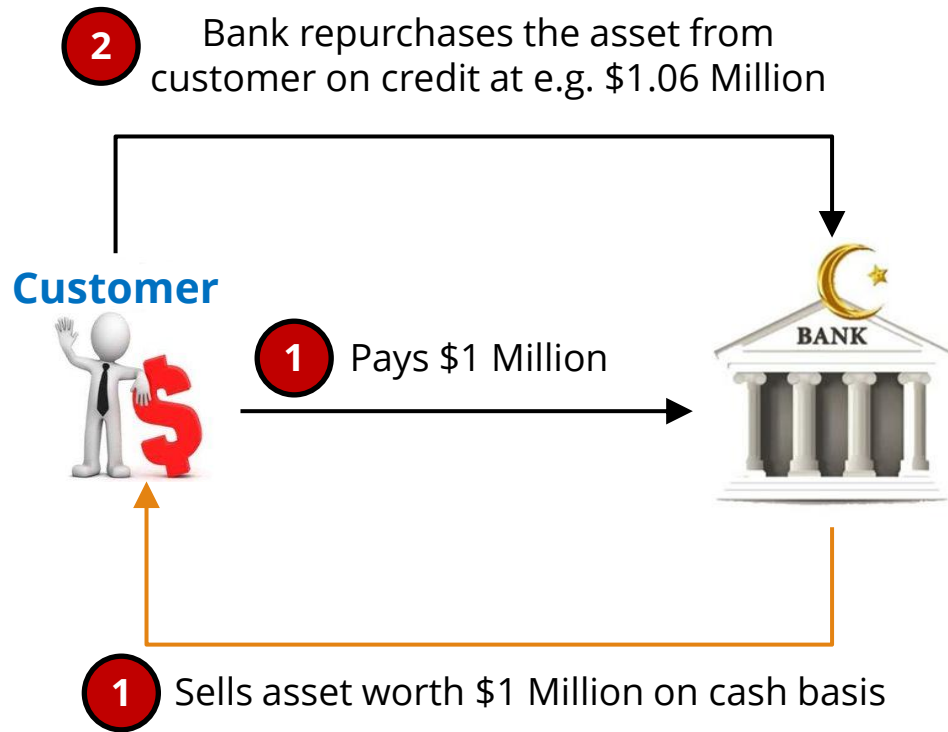 2
Bank repurchases the asset from
customer on credit at e.g. $1.06 Million
Customer
1
Pays $1 Million
BANK
1
Sells asset worth $1 Million on cash basis